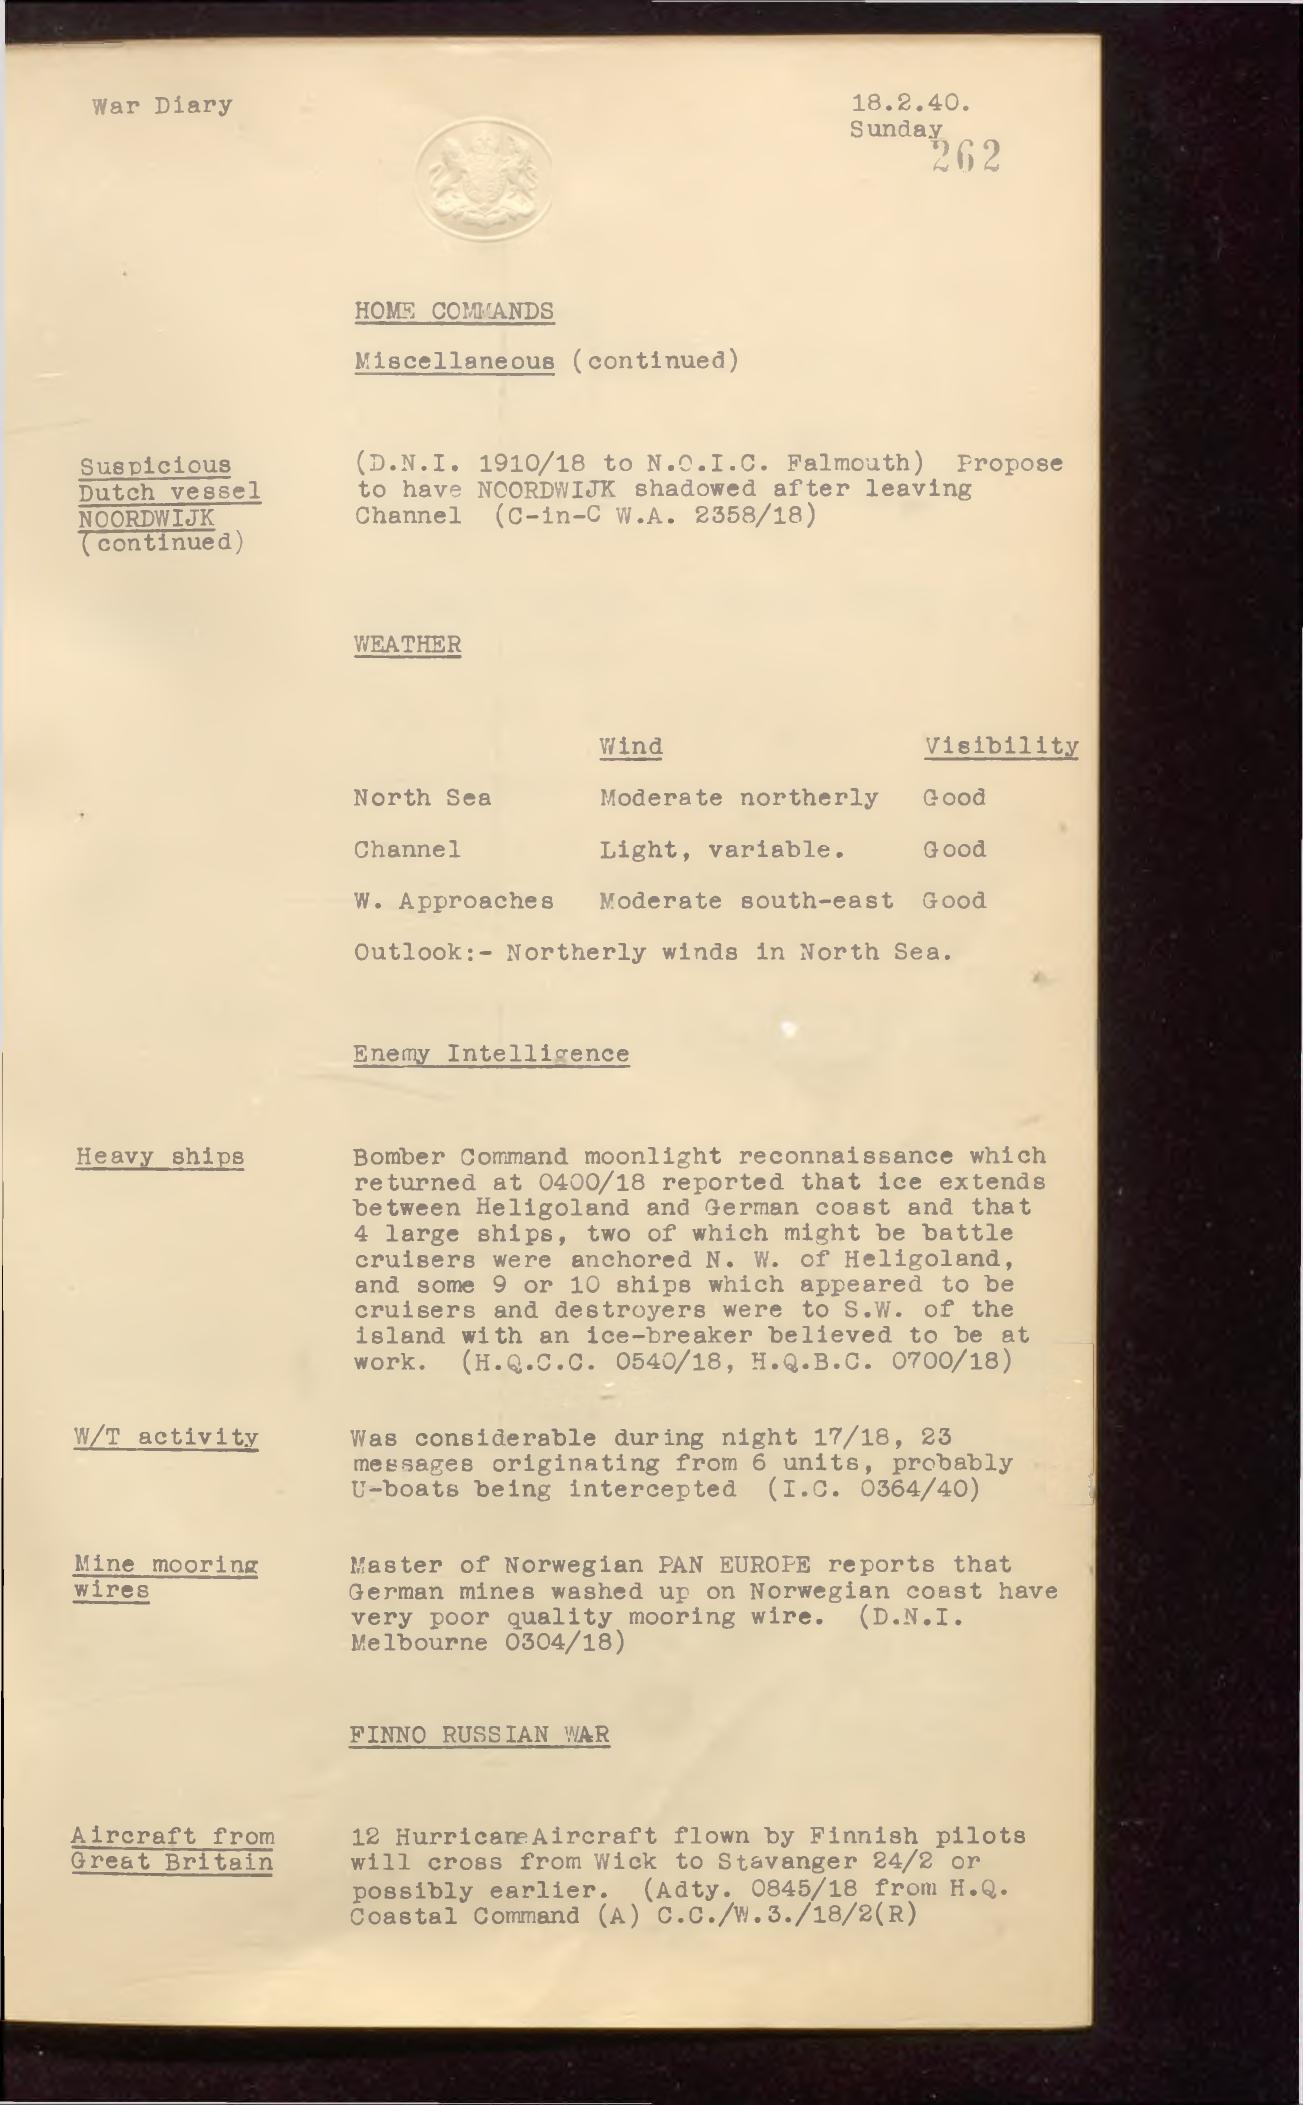 War Diary
18.2.40.
Sunday
262
HOME COMMANDS
Miscellaneous (continued)
Suspicious
Dutch vessel
NOORDWIJK
(continued)
(D.N.I. 1910/18 to N.O.I.C. Falmouth) Propose
to have NOORDWIJK shadowed after leaving
Channel (C-in-C W.A. 2358/18)
WEATHER
Wind Visibility
North Sea Moderate northerly Good
Channel Light, variable. Good
W. Approaches Moderate south-east Good
Outlook:- Northerly winds in North Sea.
Enemy Intelligence
Heavy ships
Bomber Command moonlight reconnaissance which
returned at 0400/18 reported that ice extends
between Heligoland and German coast and that
4 large ships, two of which might be battle
cruisers were anchored N. W. of Heligoland,
and some 9 or 10 ships which appeared to be
cruisers and destroyers were to S.W. of the
island with an ice-breaker believed to be at
work. (H.Q.C.C. 0540/18, H.Q.B.C. 0700/18)
W/T activity
Was considerable during night 17/18, 23
messages originating from 6 units, probably
U-boats being intercepted (I.C. 0364/40)
Mine mooring
wires
Master of Norwegian PAN EUROPE reports that
German mines washed up on Norwegian coast have
very poor quality mooring wire. (D.N.I.
Melbourne 0304/18)
FINNO RUSSIAN WAR
Aircraft from
Great Britain
12 Hurricane Aircraft flown by Finnish pilots
will cross from Wick to Stavanger 24/2 or
possibly earlier. (Adty. 0845/18 from H.Q.
Coastal Command (A) C.C./W.3./18/2(R)